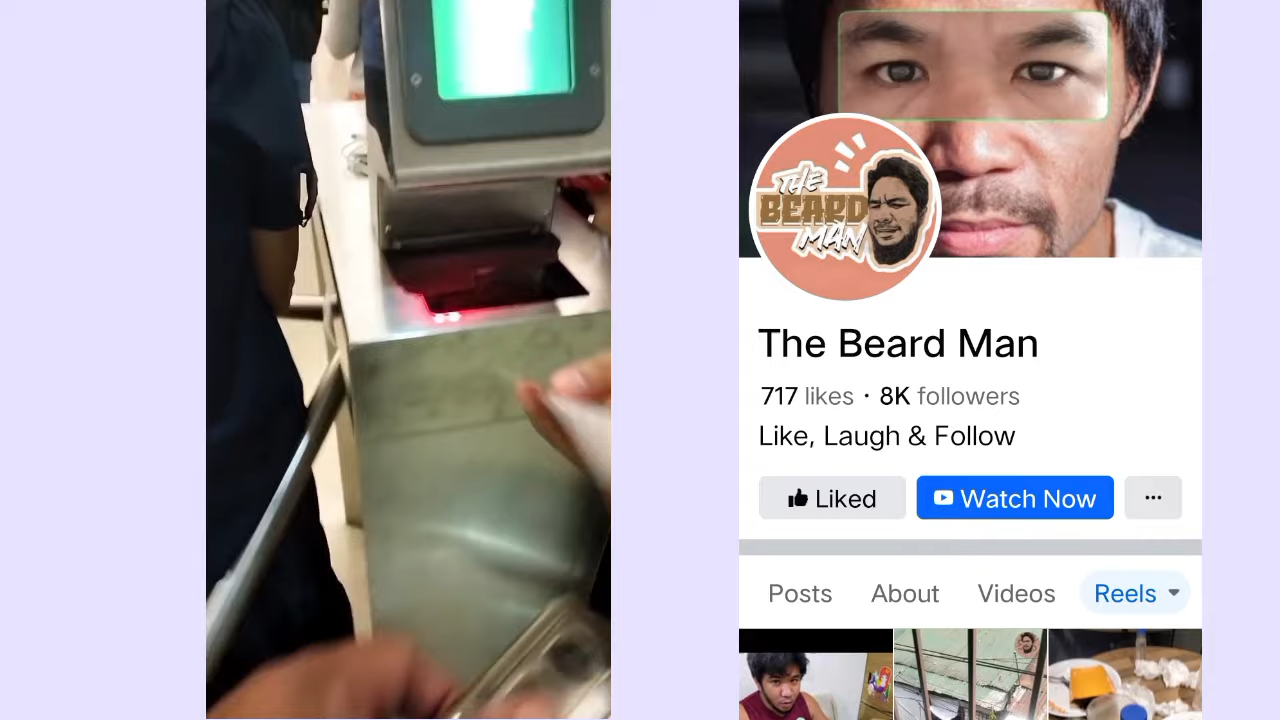 THE
BEARD
MAN
The Beard Man
717 likes · 8K followers
Like, Laugh & Follow
Liked
Watch Now
Posts About Videos Reels